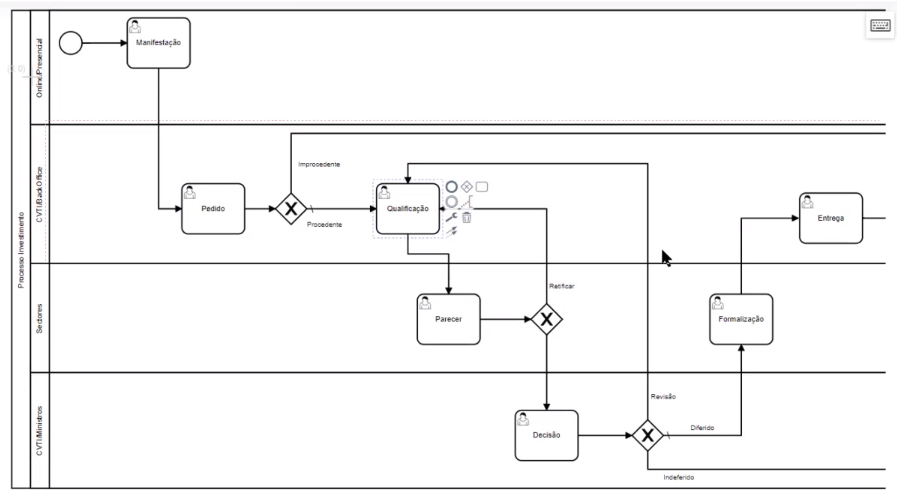 Processo Investimento
Online/Presencial
Manifestação
CVTI/BackOffice
Pedido
Improcedente
Procedente
Qualificação
Entrega
Sectores
Retificar
Parecer
Formalização
CVTI/Ministros
Revisão
Decisão
Diferido
Indeferido